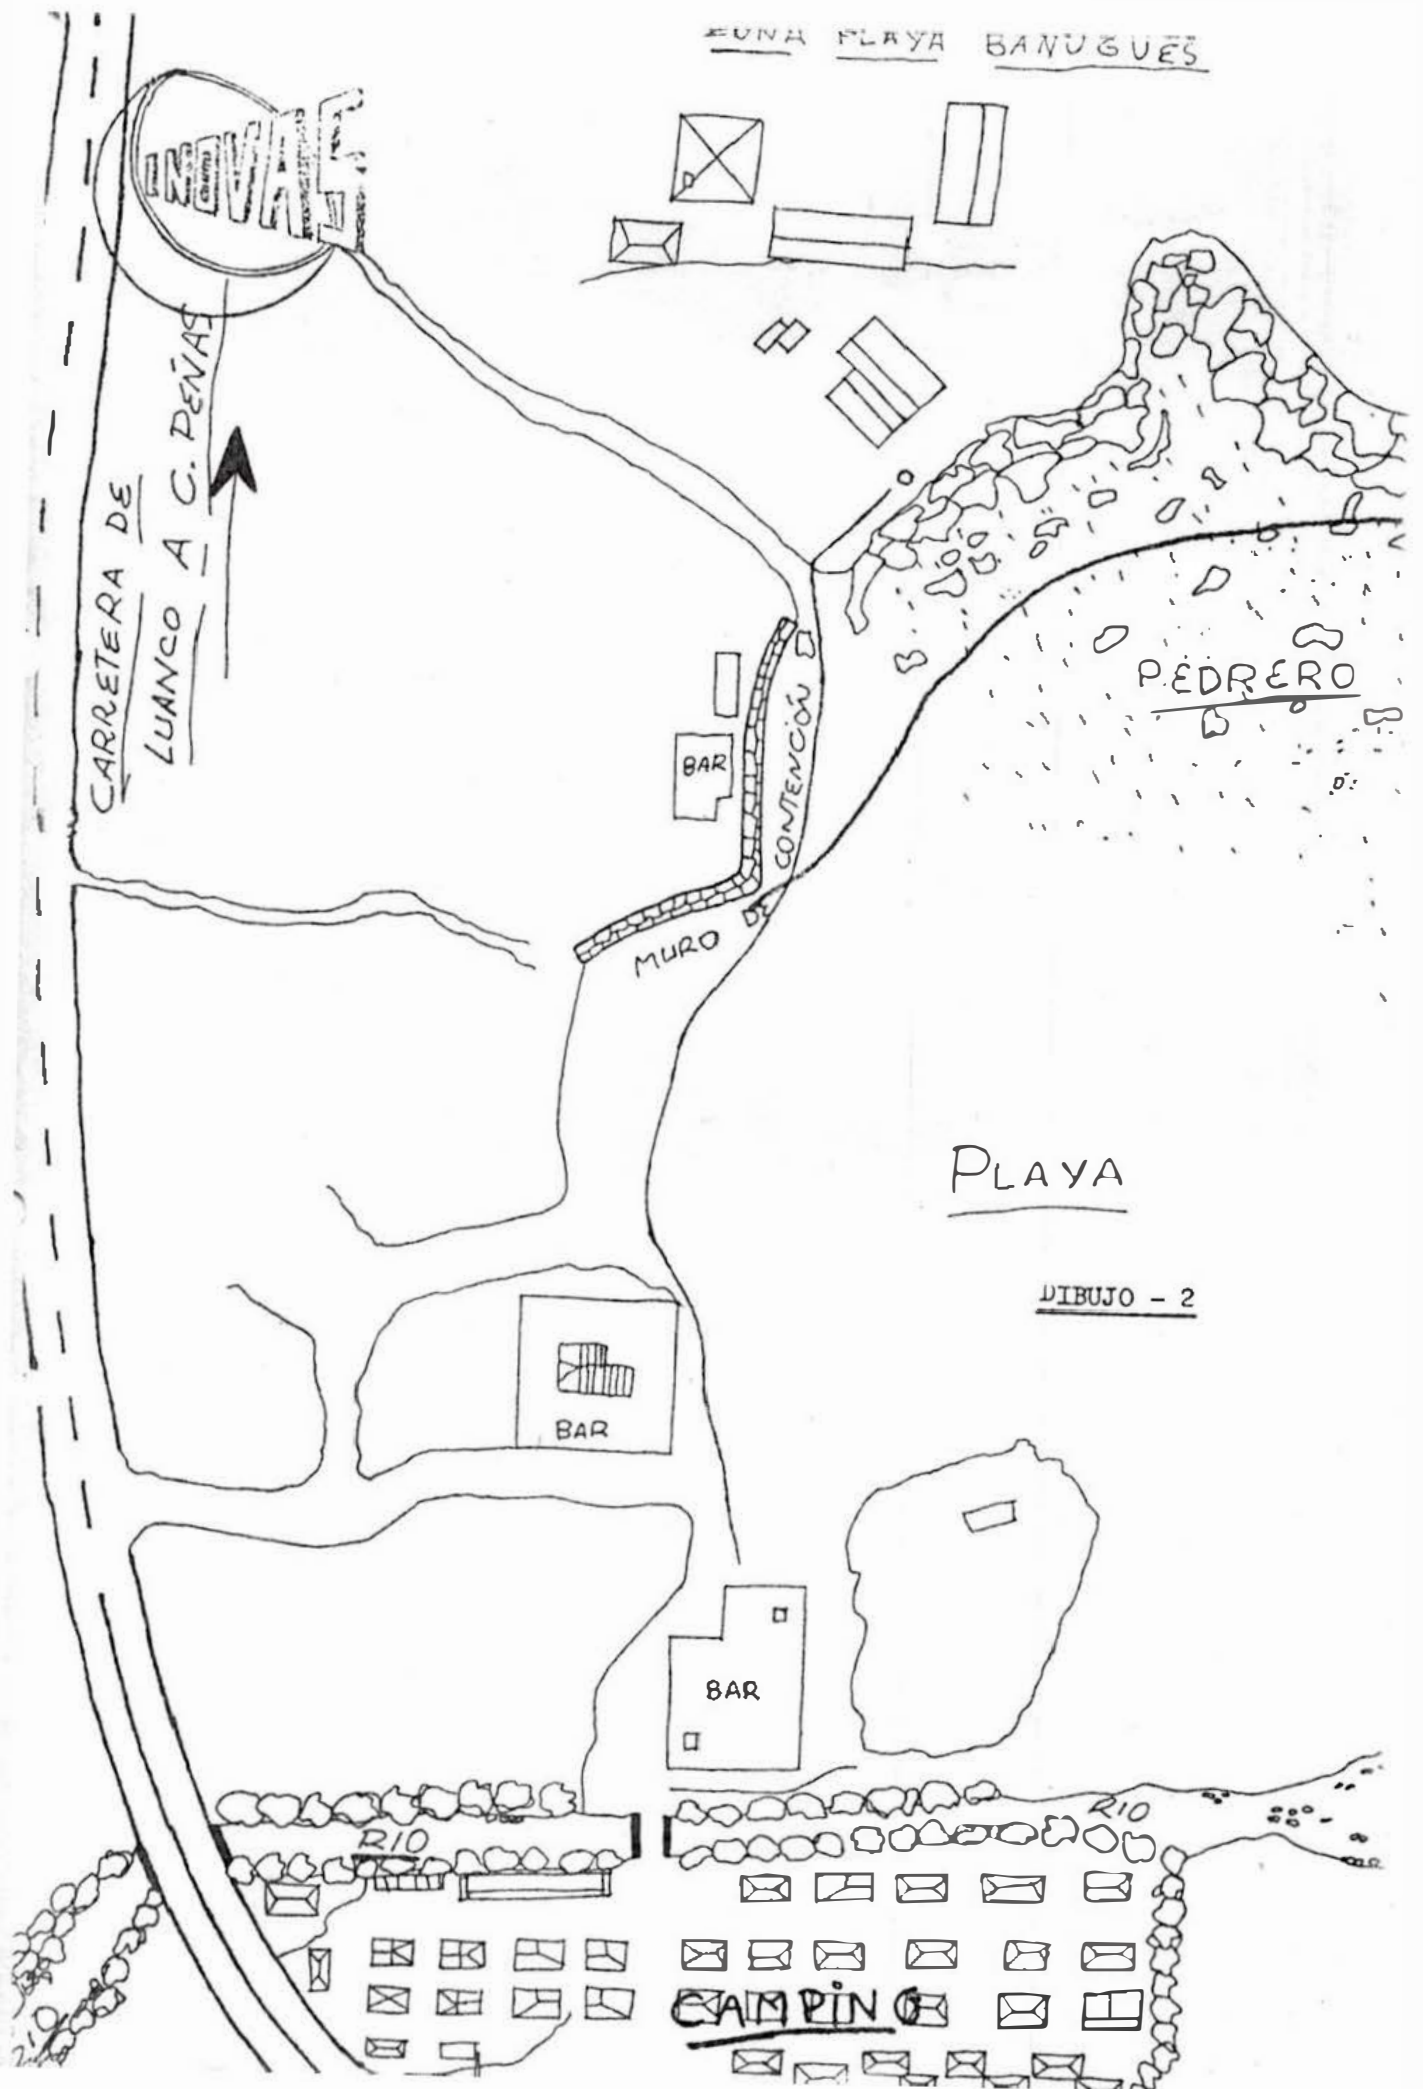 ZONA PLAYA BAÑUGUES
INOVALS
CARRETERA DE
LUANCO A C. PEÑAS
PEDRERO
BAR
CONTENCIÓN
DE
MURO
PLAYA
DIBUJO - 2
BAR
BAR
RIO
RIO
CAMPING